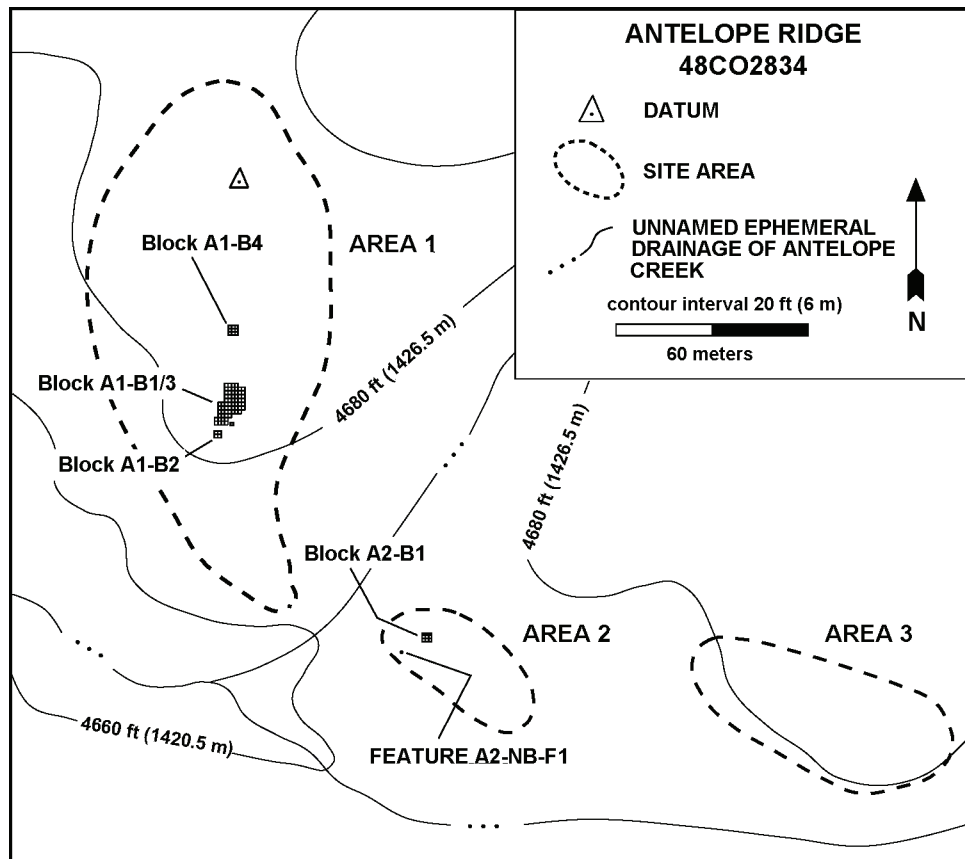 ANTELOPE RIDGE
48CO2834
DATUM
SITE AREA
UNNAMED EPHEMERAL
DRAINAGE OF ANTELOPE
CREEK
contour interval 20 ft (6 m)
60 meters
N
Block A1-B4
AREA 1
4680 ft (1426.5 m)
Block A1-B1/3
Block A1-B2
4680 ft (1426.5 m)
Block A2-B1
AREA 2
AREA 3
4660 ft (1420.5 m)
FEATURE A2-NB-F1